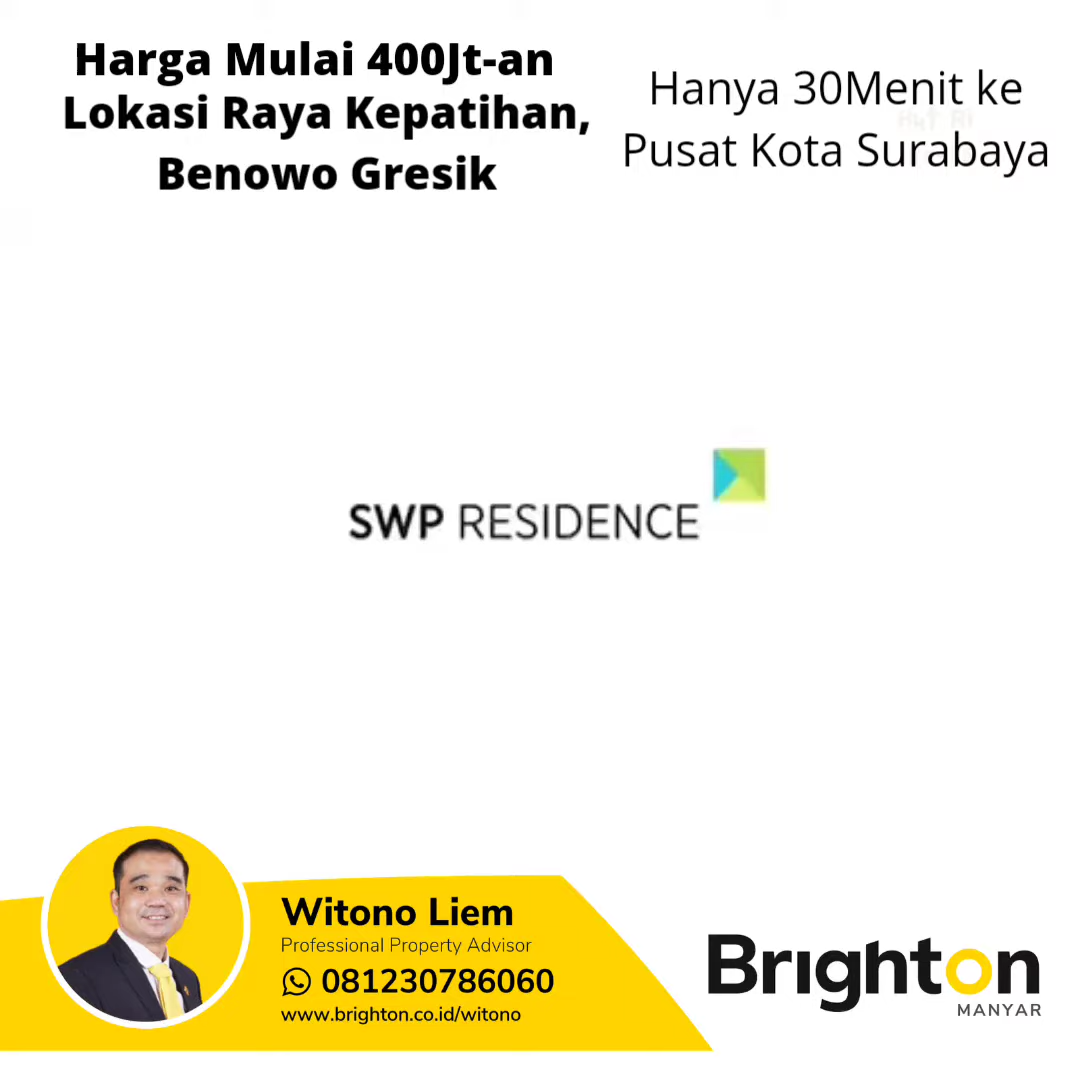 Harga Mulai 400Jt-an
Lokasi Raya Kepatihan,
Benowo Gresik
Hanya 30Menit ke
Pusat Kota Surabaya
SWP RESIDENCE
Witono Liem
Professional Property Advisor
081230786060
www.brighton.co.id/witono
Brighton
MANYAR